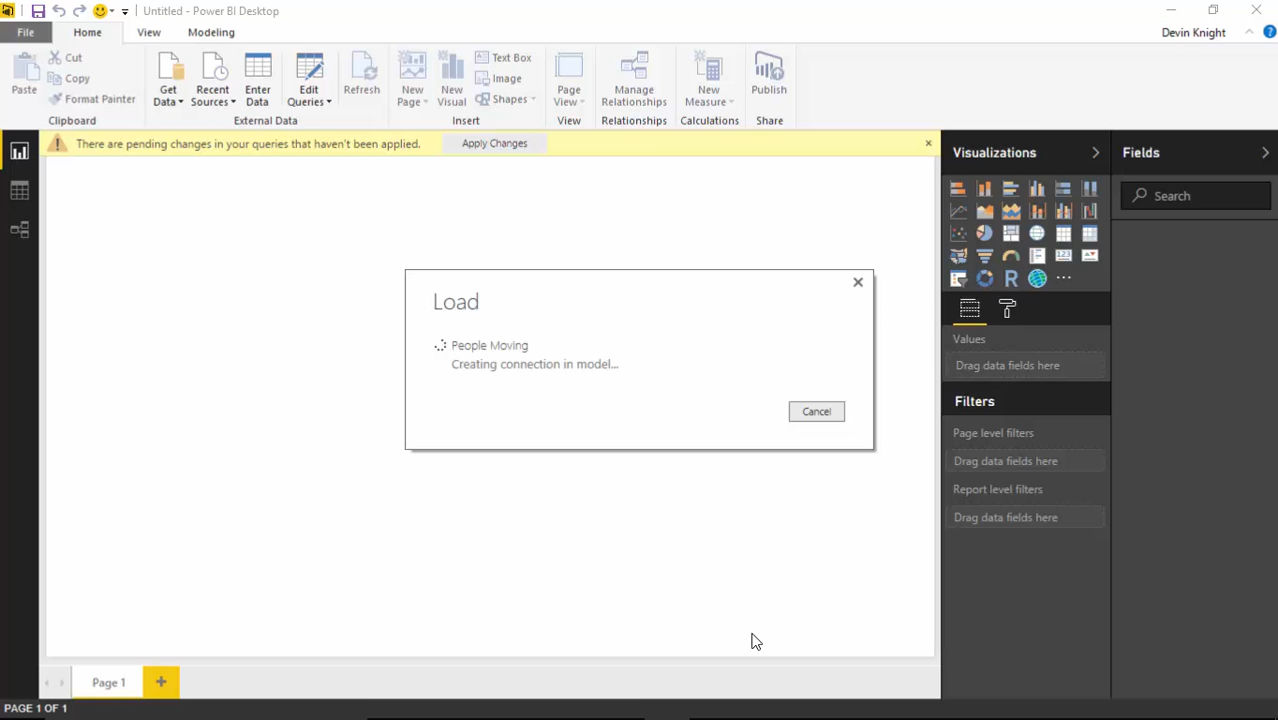 Untitled - Power BI Desktop
File
Home
View
Modeling
Devin Knight
Paste
Cut
Copy
Format Painter
Clipboard
Get
Data
Recent
Sources
Enter
Data
External Data
Edit
Queries
Refresh
New
Page
New
Visual
Text Box
Image
Shapes
Insert
Page
View
View
Manage
Relationships
Relationships
New
Measure
Calculations
Publish
Share
There are pending changes in your queries that haven't been applied.
Apply Changes
Load
People Moving
Creating connection in model...
Cancel
Visualizations
R
Values
Drag data fields here
Filters
Page level filters
Drag data fields here
Report level filters
Drag data fields here
Fields
Search
Page 1
PAGE 1 OF 1